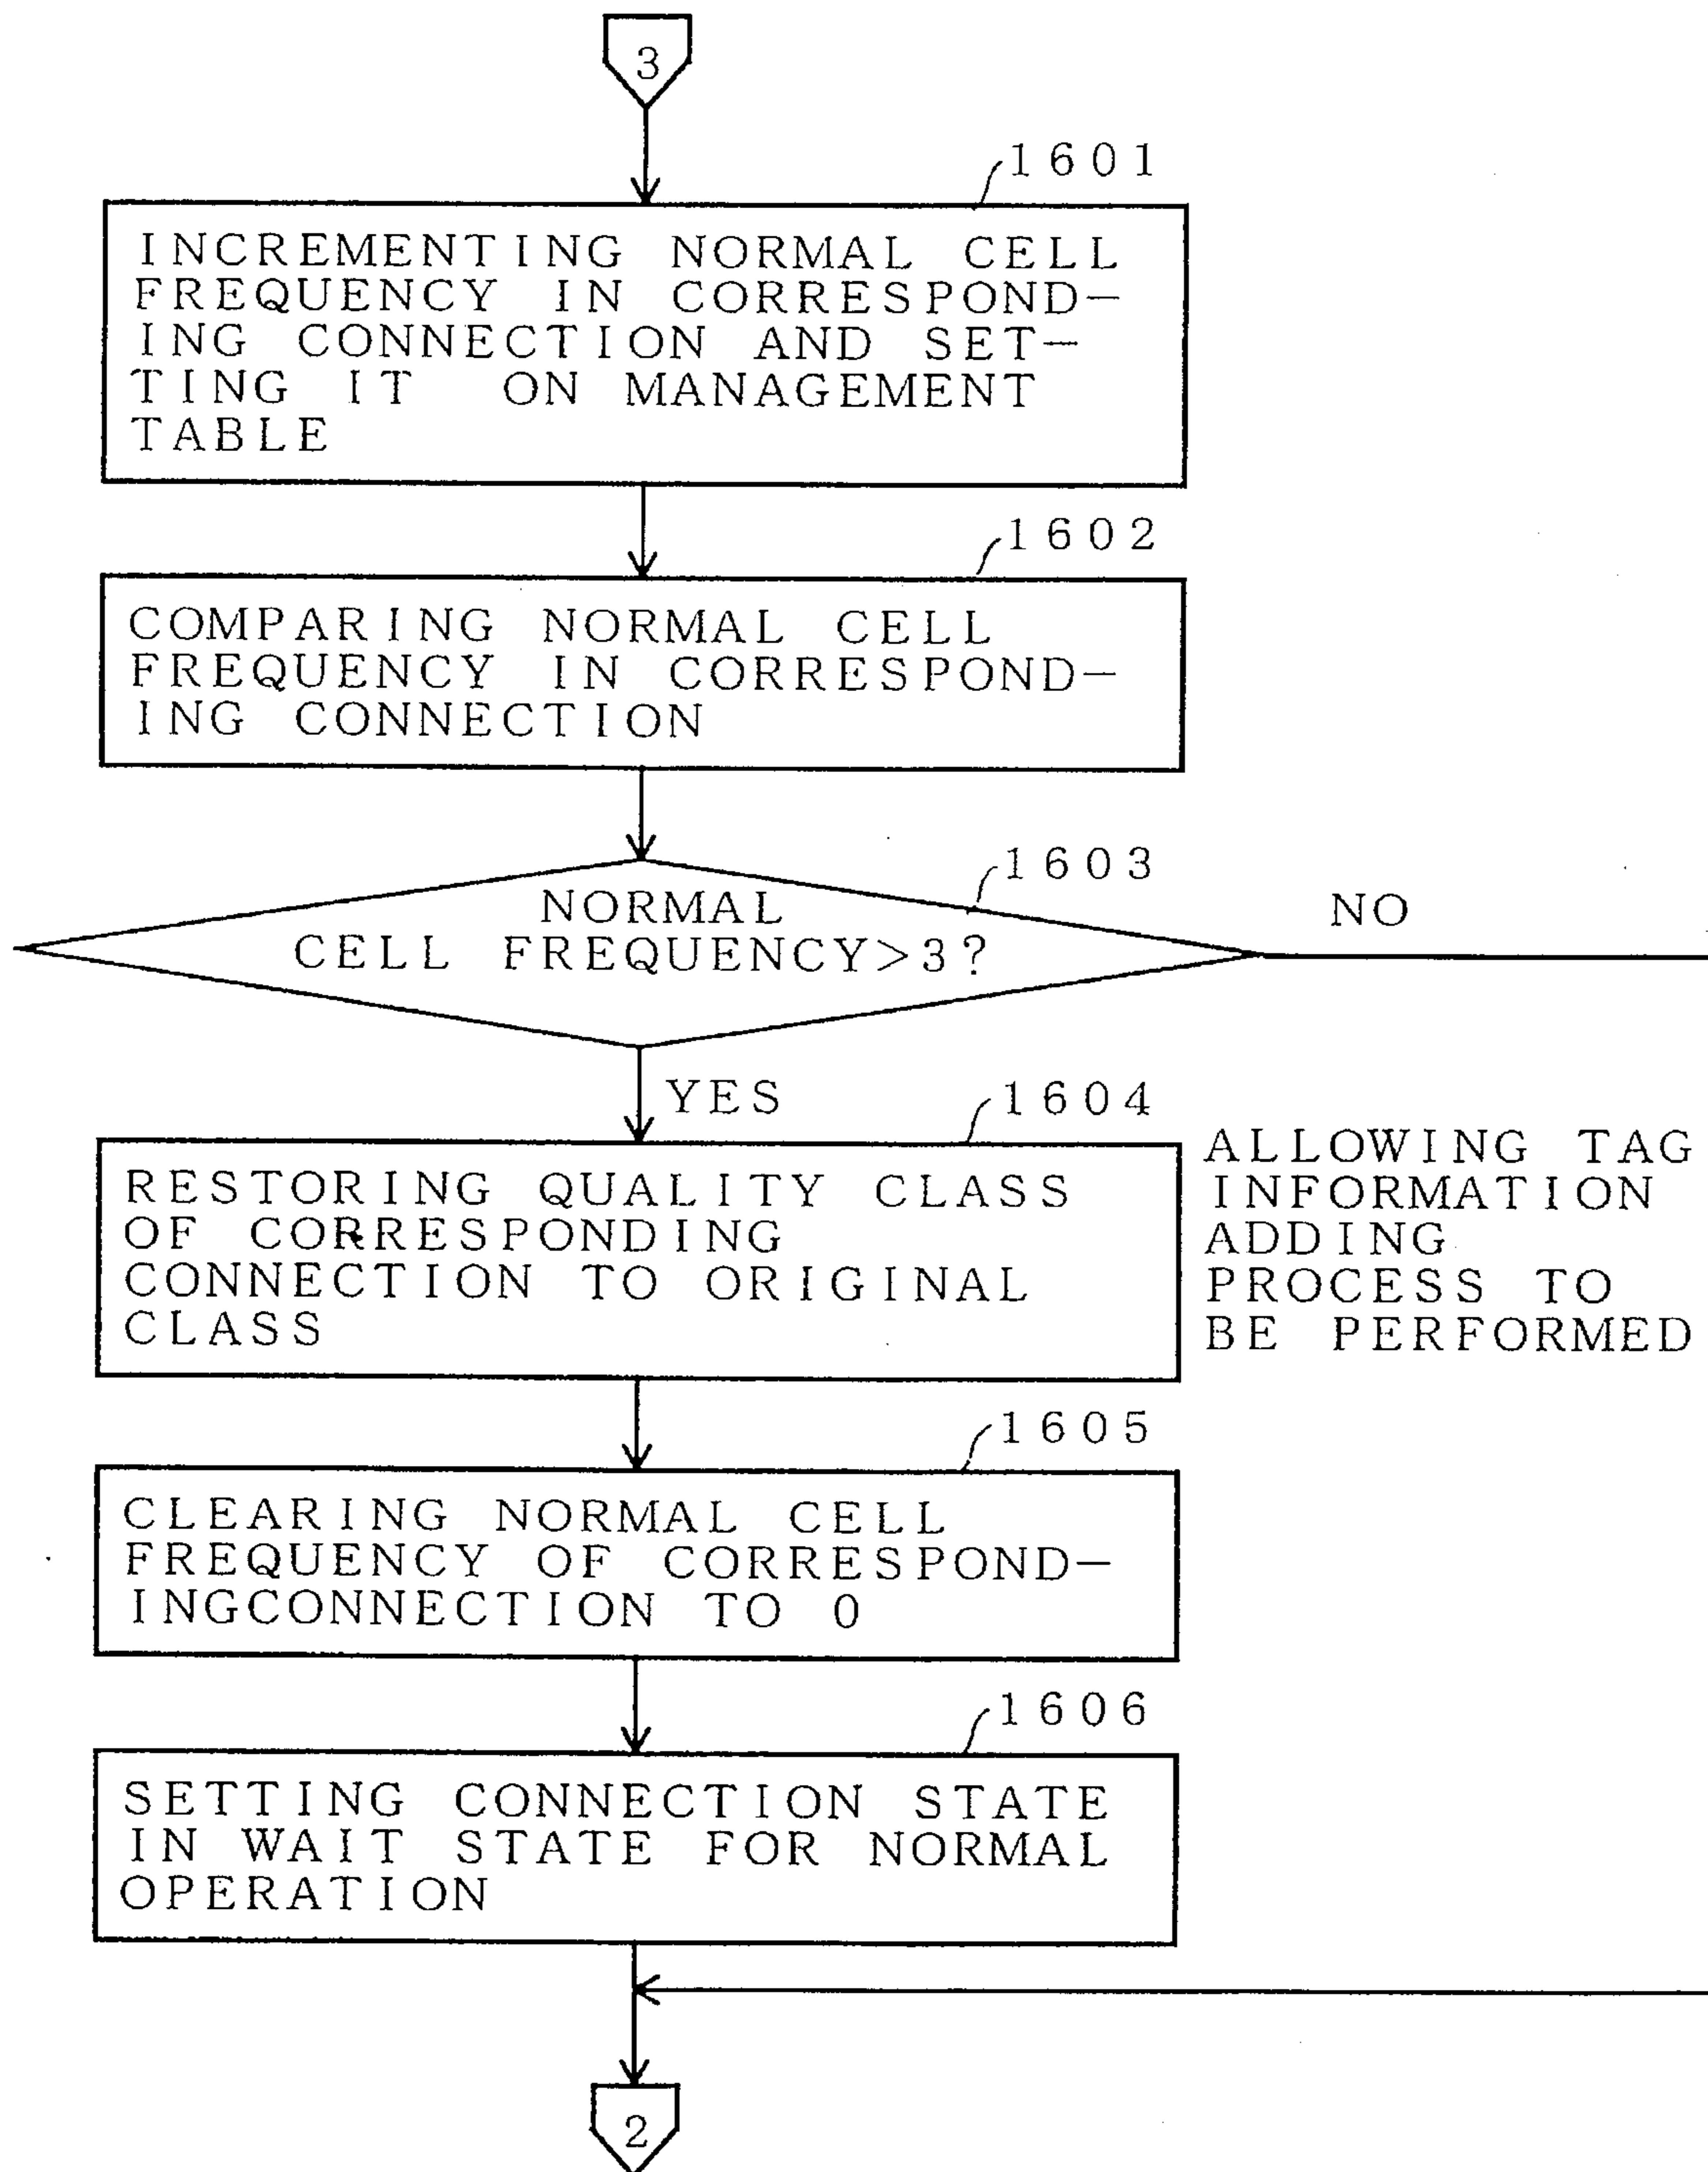 3
1601
INCREMENTING NORMAL CELL
FREQUENCY IN CORRESPOND-
ING CONNECTION AND SET-
TING IT ON MANAGEMENT
TABLE
1602
COMPARING NORMAL CELL
FREQUENCY IN CORRESPOND-
ING CONNECTION
1603
NORMAL
CELL FREQUENCY>3?
NO
YES
1604
RESTORING QUALITY CLASS
OF CORRESPONDING
CONNECTION TO ORIGINAL
CLASS
ALLOWING TAG
INFORMATION
ADDING
PROCESS TO
BE PERFORMED
1605
CLEARING NORMAL CELL
FREQUENCY OF CORRESPOND-
INGCONNECTION TO 0
1606
SETTING CONNECTION STATE
IN WAIT STATE FOR NORMAL
OPERATION
2